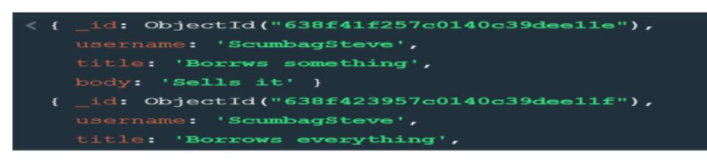 < { _id: ObjectId("638f41f257c0140c39dee11e"),
username: 'ScumbagSteve',
title: 'Borrws something',
body: 'Sells it' }
{ _id: ObjectId("638f423957c0140c39dee11f"),
username: 'ScumbagSteve',
title: 'Borrows everything',